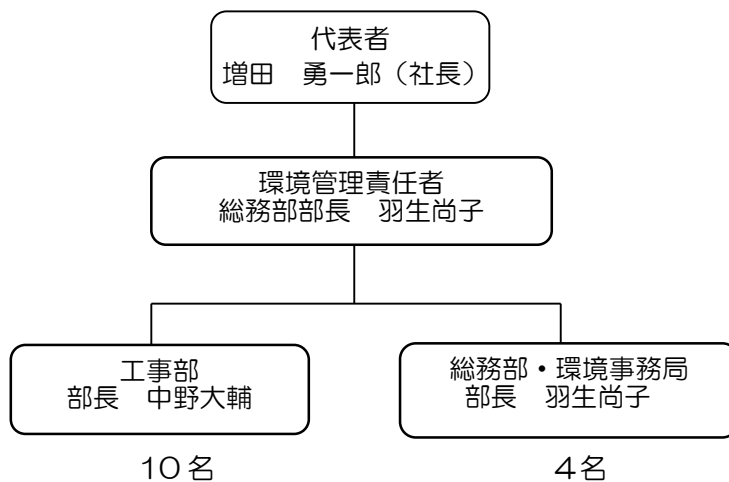 代表者
増田　勇一郎（社長）
環境管理責任者
総務部部長　羽生尚子
工事部
部長　中野大輔
総務部・環境事務局
部長　羽生尚子
10名
4名